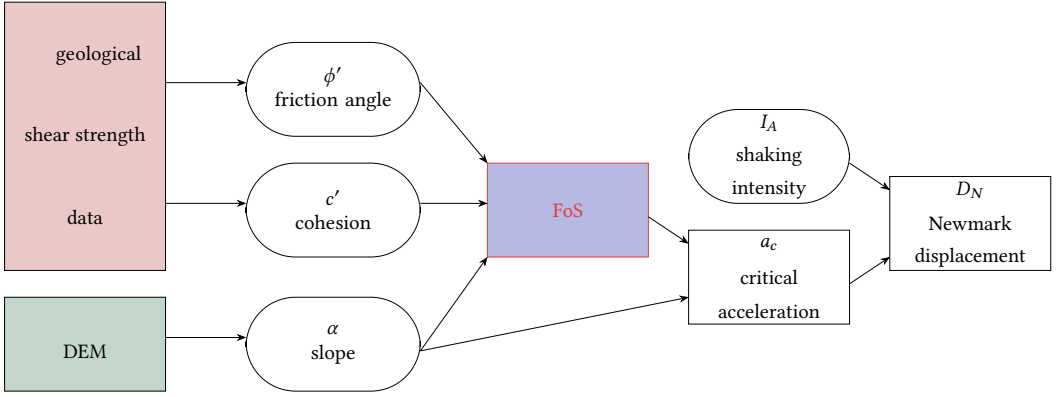 geological
shear strength
data
DEM
ϕ′
friction angle
c′
cohesion
α
slope
FoS
I_A
shaking
intensity
a_c
critical
acceleration
D_N
Newmark
displacement